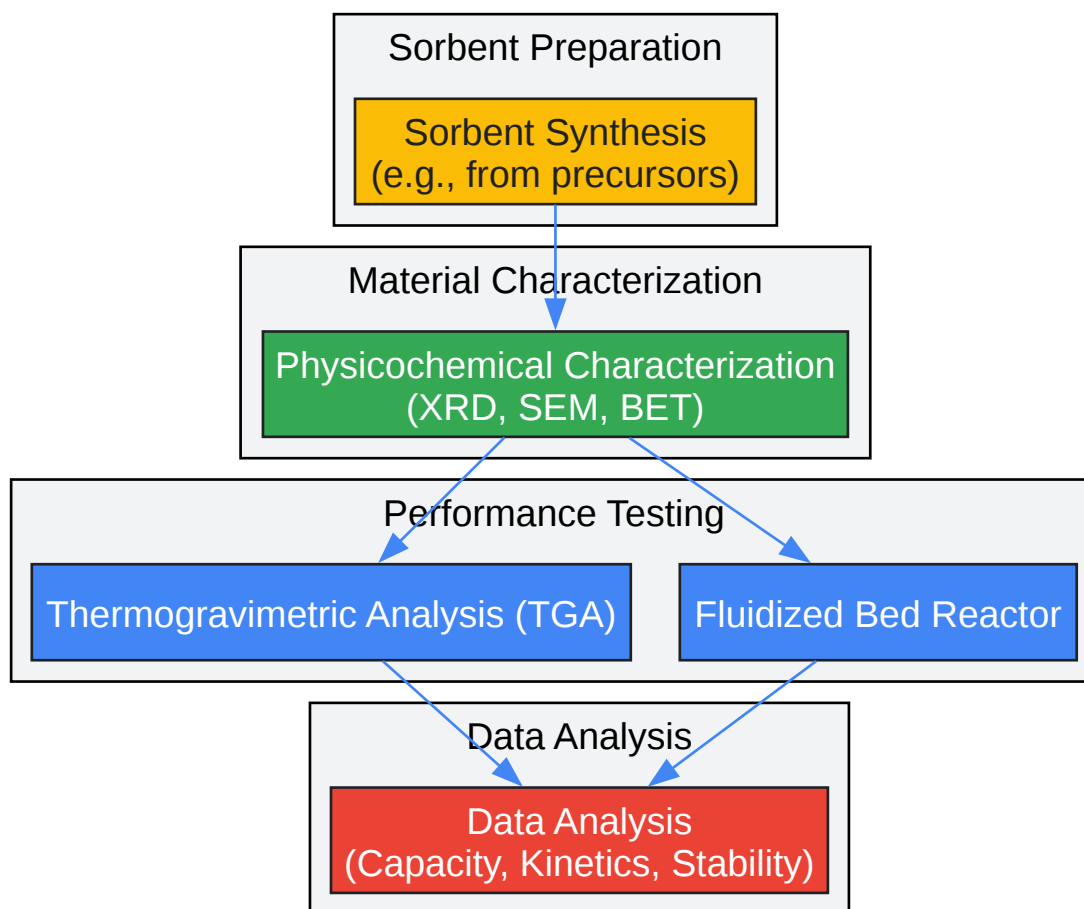 Sorbent Preparation
Sorbent Synthesis
(e.g., from precursors)
Material Characterization
Physicochemical Characterization
(XRD, SEM, BET)
Performance Testing
Thermogravimetric Analysis (TGA)
Fluidized Bed Reactor
Data Analysis
Data Analysis
(Capacity, Kinetics, Stability)